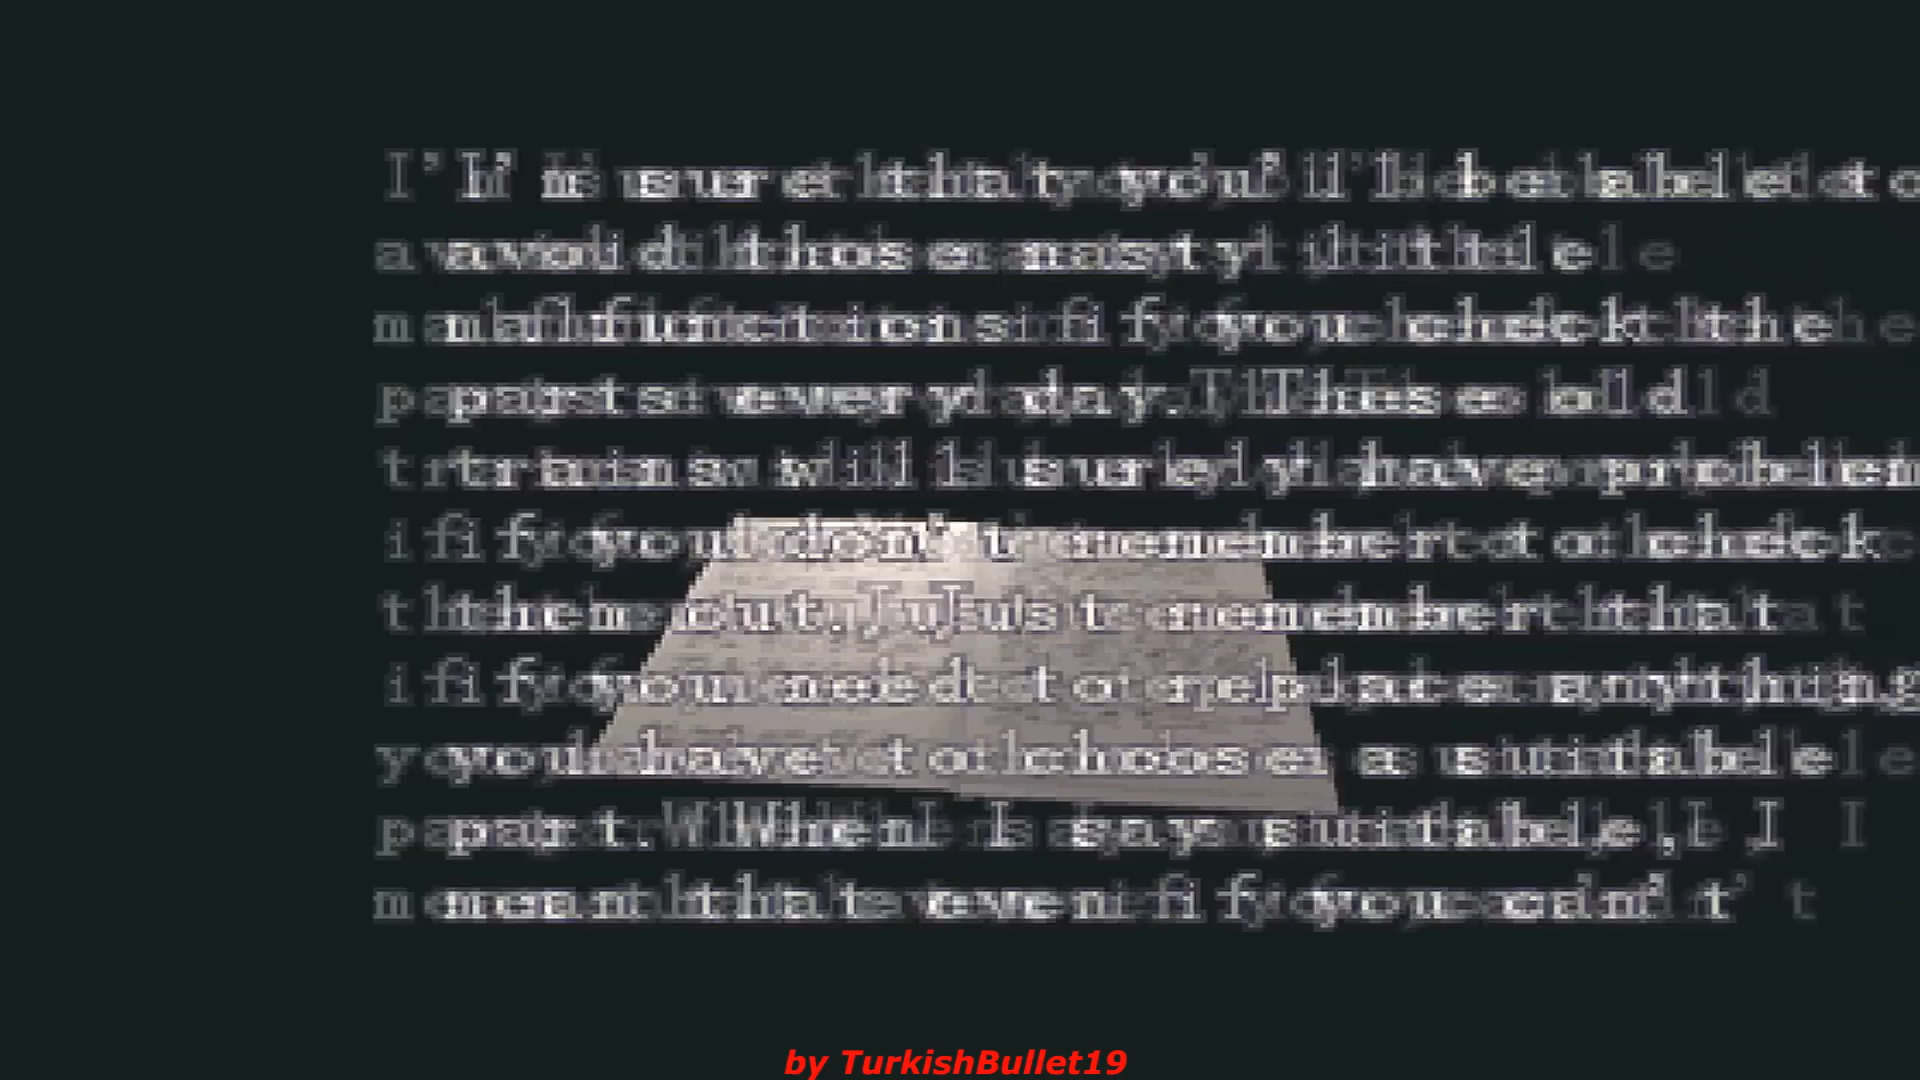 I'm sure that you'll be able to
avoid those nasty little
malfunctions if you check the
parts every day. These old
trains will surely have problem
if you don't remember to check
them out. Just remember that
if you need to replace anything
you have to choose a suitable
part. When I say suitable, I
mean that even if you can't
by TurkishBullet19